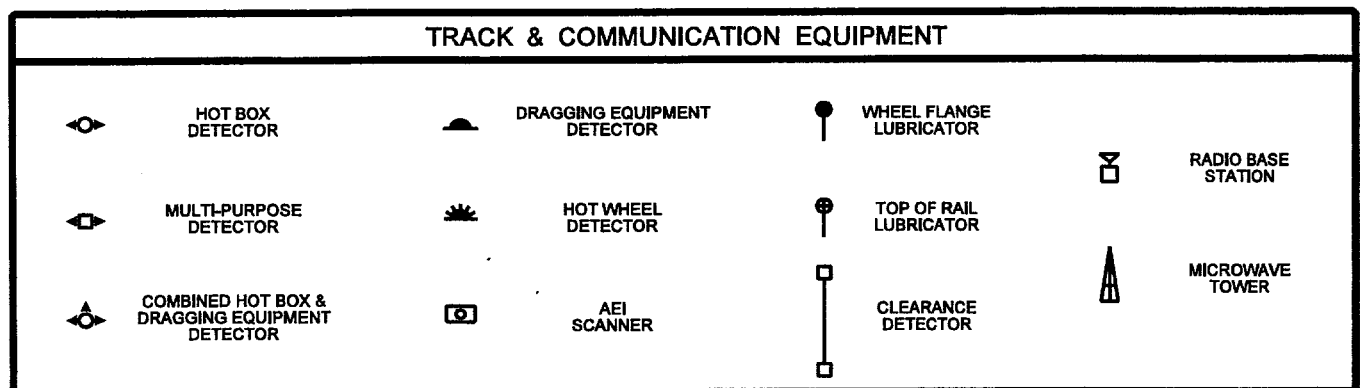 TRACK & COMMUNICATION EQUIPMENT
HOT BOX
DETECTOR
DRAGGING EQUIPMENT
DETECTOR
WHEEL FLANGE
LUBRICATOR
RADIO BASE
STATION
MULTI-PURPOSE
DETECTOR
HOT WHEEL
DETECTOR
TOP OF RAIL
LUBRICATOR
MICROWAVE
TOWER
COMBINED HOT BOX &
DRAGGING EQUIPMENT
DETECTOR
AEI
SCANNER
CLEARANCE
DETECTOR